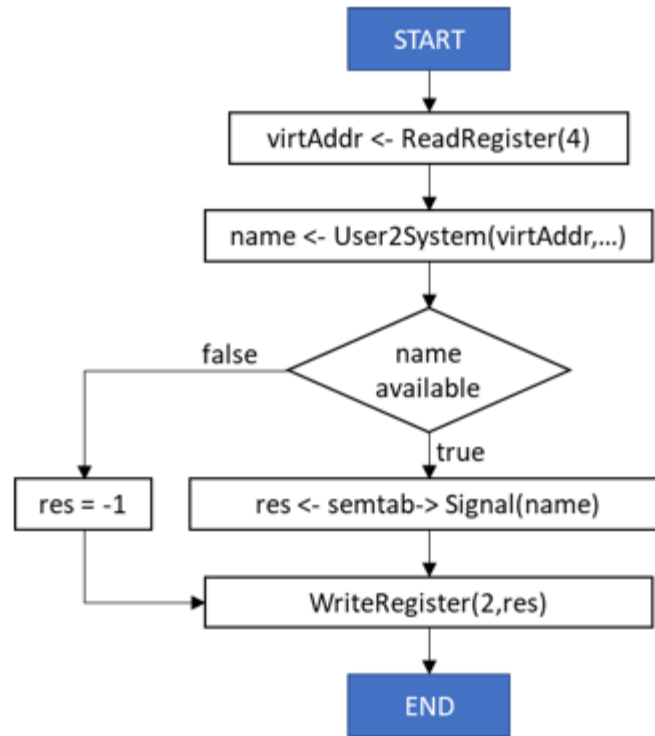 START
virtAddr <- ReadRegister(4)
name <- User2System(virtAddr,...)
name
available
false
true
res = -1
res <- semtab-> Signal(name)
WriteRegister(2,res)
END